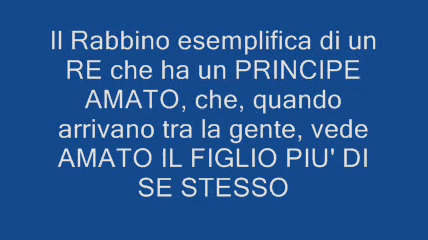 Il Rabbino esemplifica di un
RE che ha un PRINCIPE
AMATO, che, quando
arrivano tra la gente, vede
AMATO IL FIGLIO PIU' DI
SE STESSO